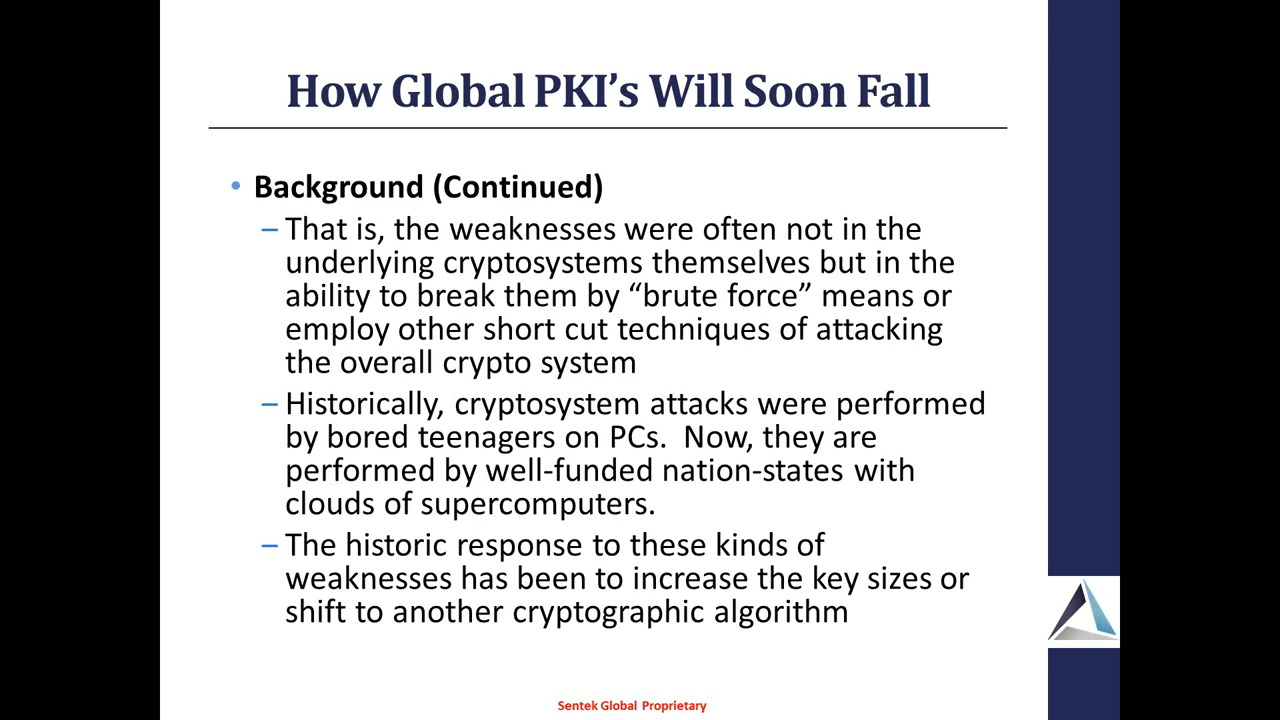 How Global PKI’s Will Soon Fall
• Background (Continued)
– That is, the weaknesses were often not in the
underlying cryptosystems themselves but in the
ability to break them by “brute force” means or
employ other short cut techniques of attacking
the overall crypto system
– Historically, cryptosystem attacks were performed
by bored teenagers on PCs.  Now, they are
performed by well-funded nation-states with
clouds of supercomputers.
– The historic response to these kinds of
weaknesses has been to increase the key sizes or
shift to another cryptographic algorithm
Sentek Global Proprietary